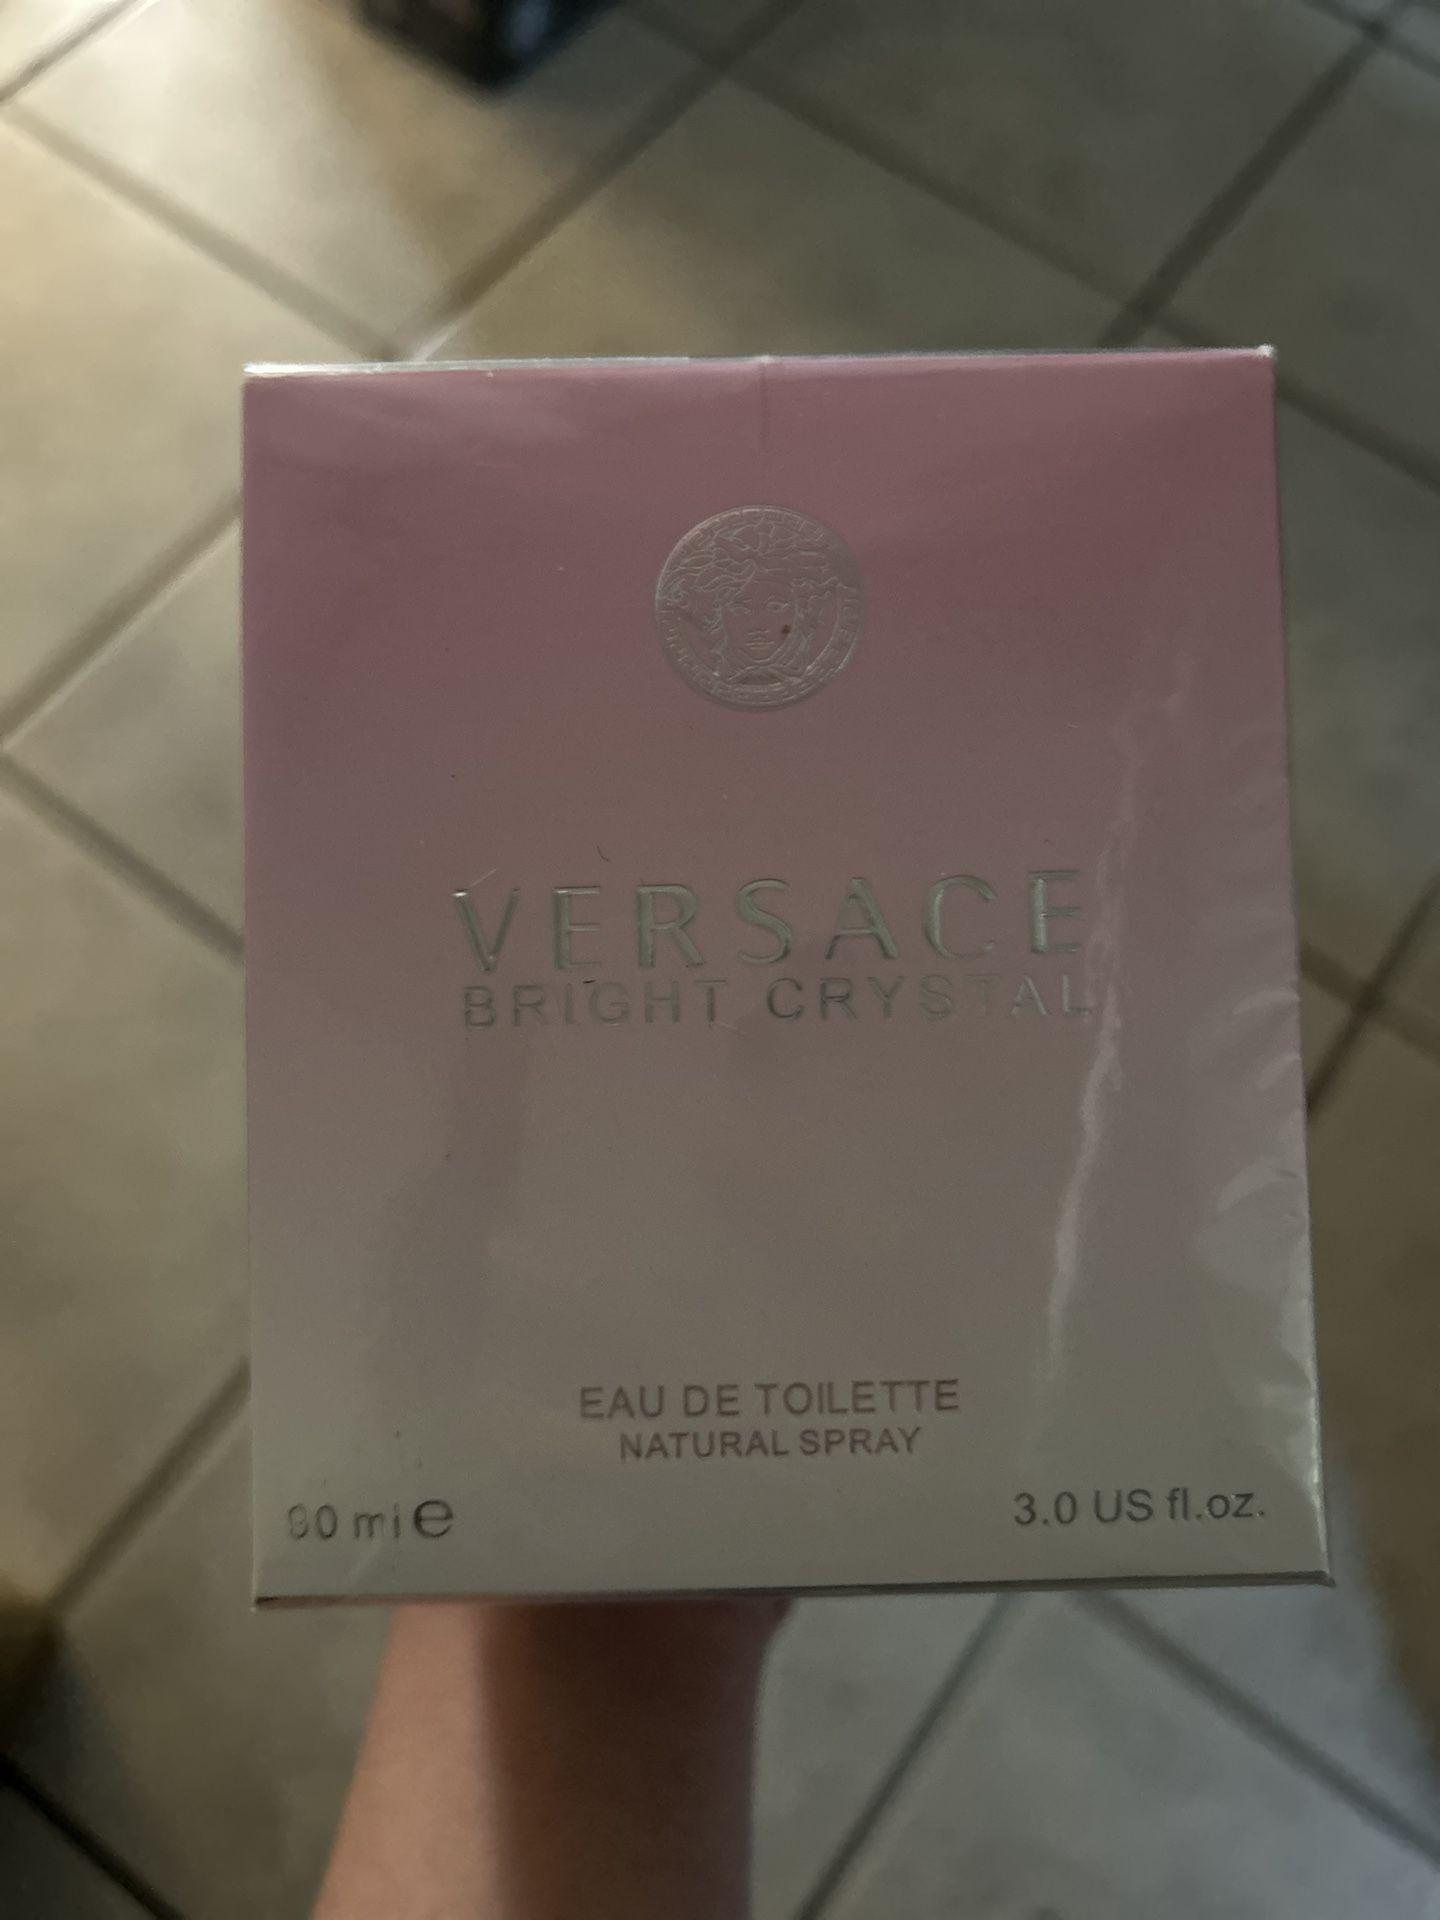 VERSACE
BRIGHT CRYSTAL
EAU DE TOILETTE
NATURAL SPRAY
90 ml e
3.0 US fl.oz.